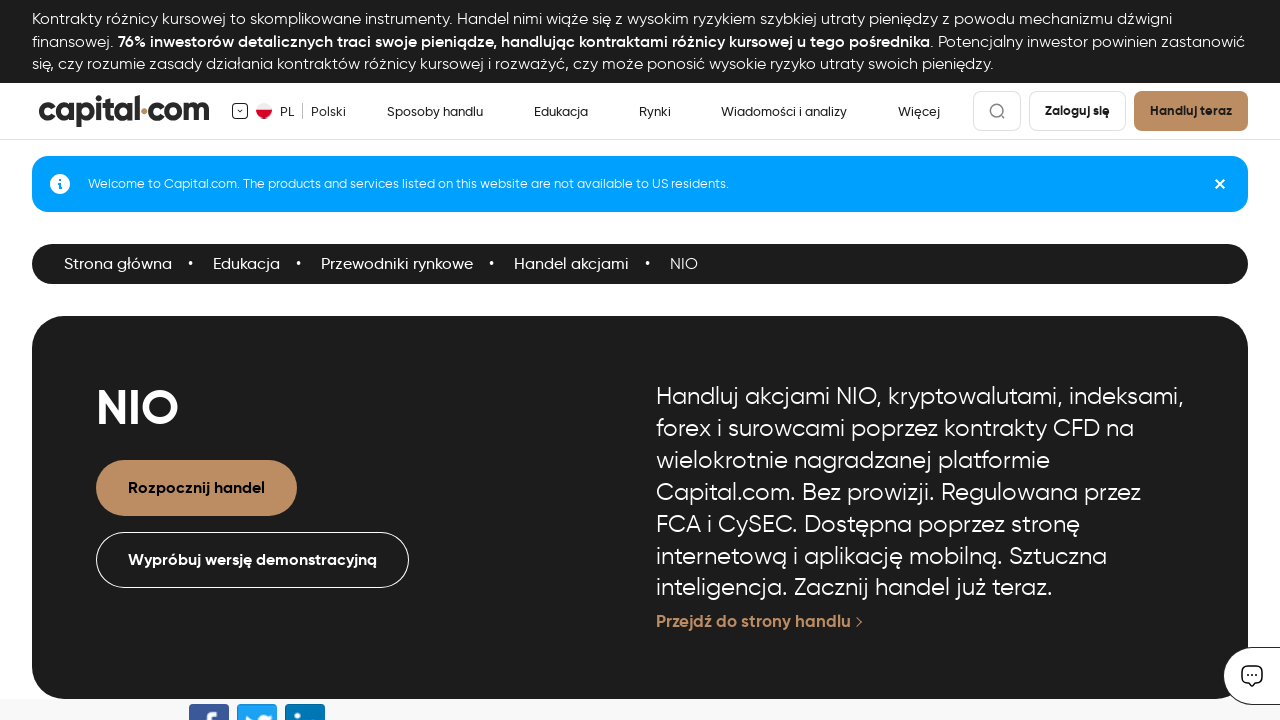 Kontrakty różnicy kursowej to skomplikowane instrumenty. Handel nimi wiąże się z wysokim ryzykiem szybkiej utraty pieniędzy z powodu mechanizmu dźwigni
finansowej. 76% inwestorów detalicznych traci swoje pieniądze, handlując kontraktami różnicy kursowej u tego pośrednika. Potencjalny inwestor powinien zastanowić
się, czy rozumie zasady działania kontraktów różnicy kursowej i rozważyć, czy może ponosić wysokie ryzyko utraty swoich pieniędzy.
capital.com PL Polski Sposoby handlu Edukacja Rynki Wiadomości i analizy Więcej Zaloguj się Handluj teraz
Welcome to Capital.com. The products and services listed on this website are not available to US residents.
Strona główna • Edukacja • Przewodniki rynkowe • Handel akcjami • NIO
NIO
Rozpocznij handel
Wypróbuj wersję demonstracyjną
Handluj akcjami NIO, kryptowalutami, indeksami,
forex i surowcami poprzez kontrakty CFD na
wielokrotnie nagradzanej platformie
Capital.com. Bez prowizji. Regulowana przez
FCA i CySEC. Dostępna poprzez stronę
internetową i aplikację mobilną. Sztuczna
inteligencja. Zacznij handel już teraz.
Przejdź do strony handlu